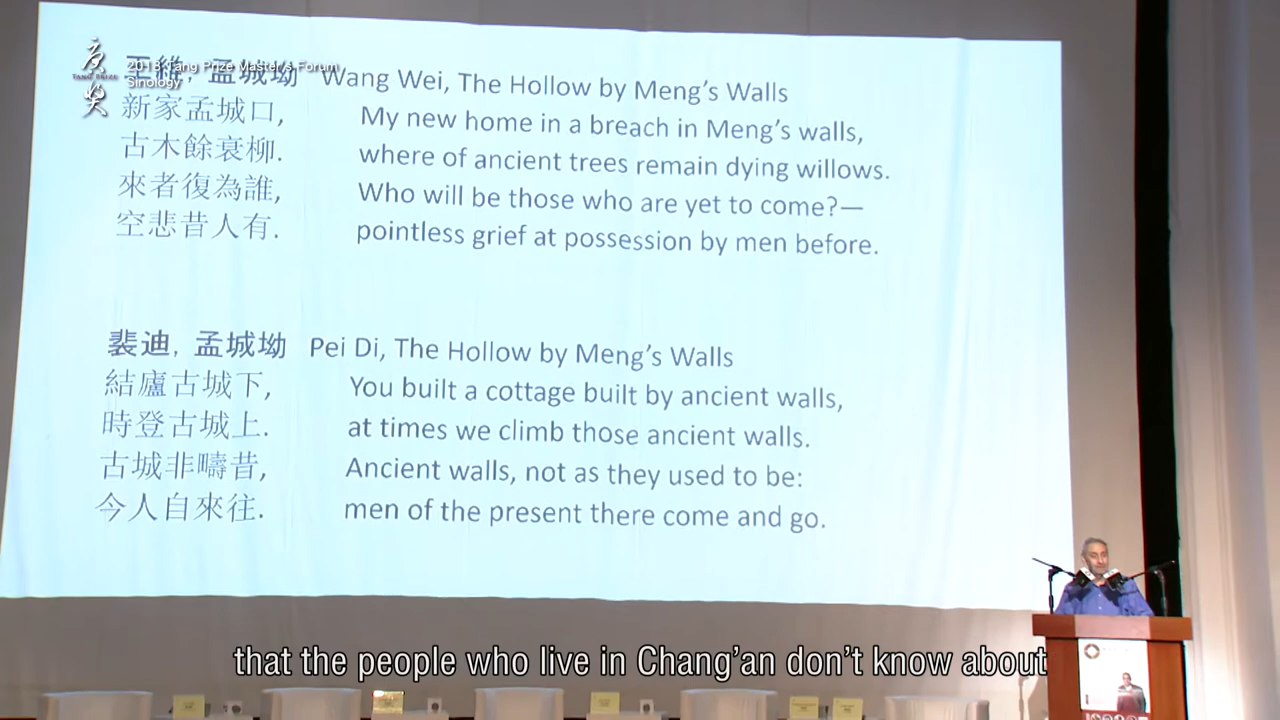 唐奖
TANG PRIZE
2018 Tang Prize Masters' Forum
Sinology
王維, 孟城坳 Wang Wei, The Hollow by Meng's Walls
新家孟城口, My new home in a breach in Meng's walls,
古木餘衰柳. where of ancient trees remain dying willows.
來者復為誰, Who will be those who are yet to come?—
空悲昔人有. pointless grief at possession by men before.
裴迪, 孟城坳 Pei Di, The Hollow by Meng's Walls
結廬古城下, You built a cottage built by ancient walls,
時登古城上. at times we climb those ancient walls.
古城非疇昔, Ancient walls, not as they used to be:
今人自來往. men of the present there come and go.
that the people who live in Chang'an don't know about